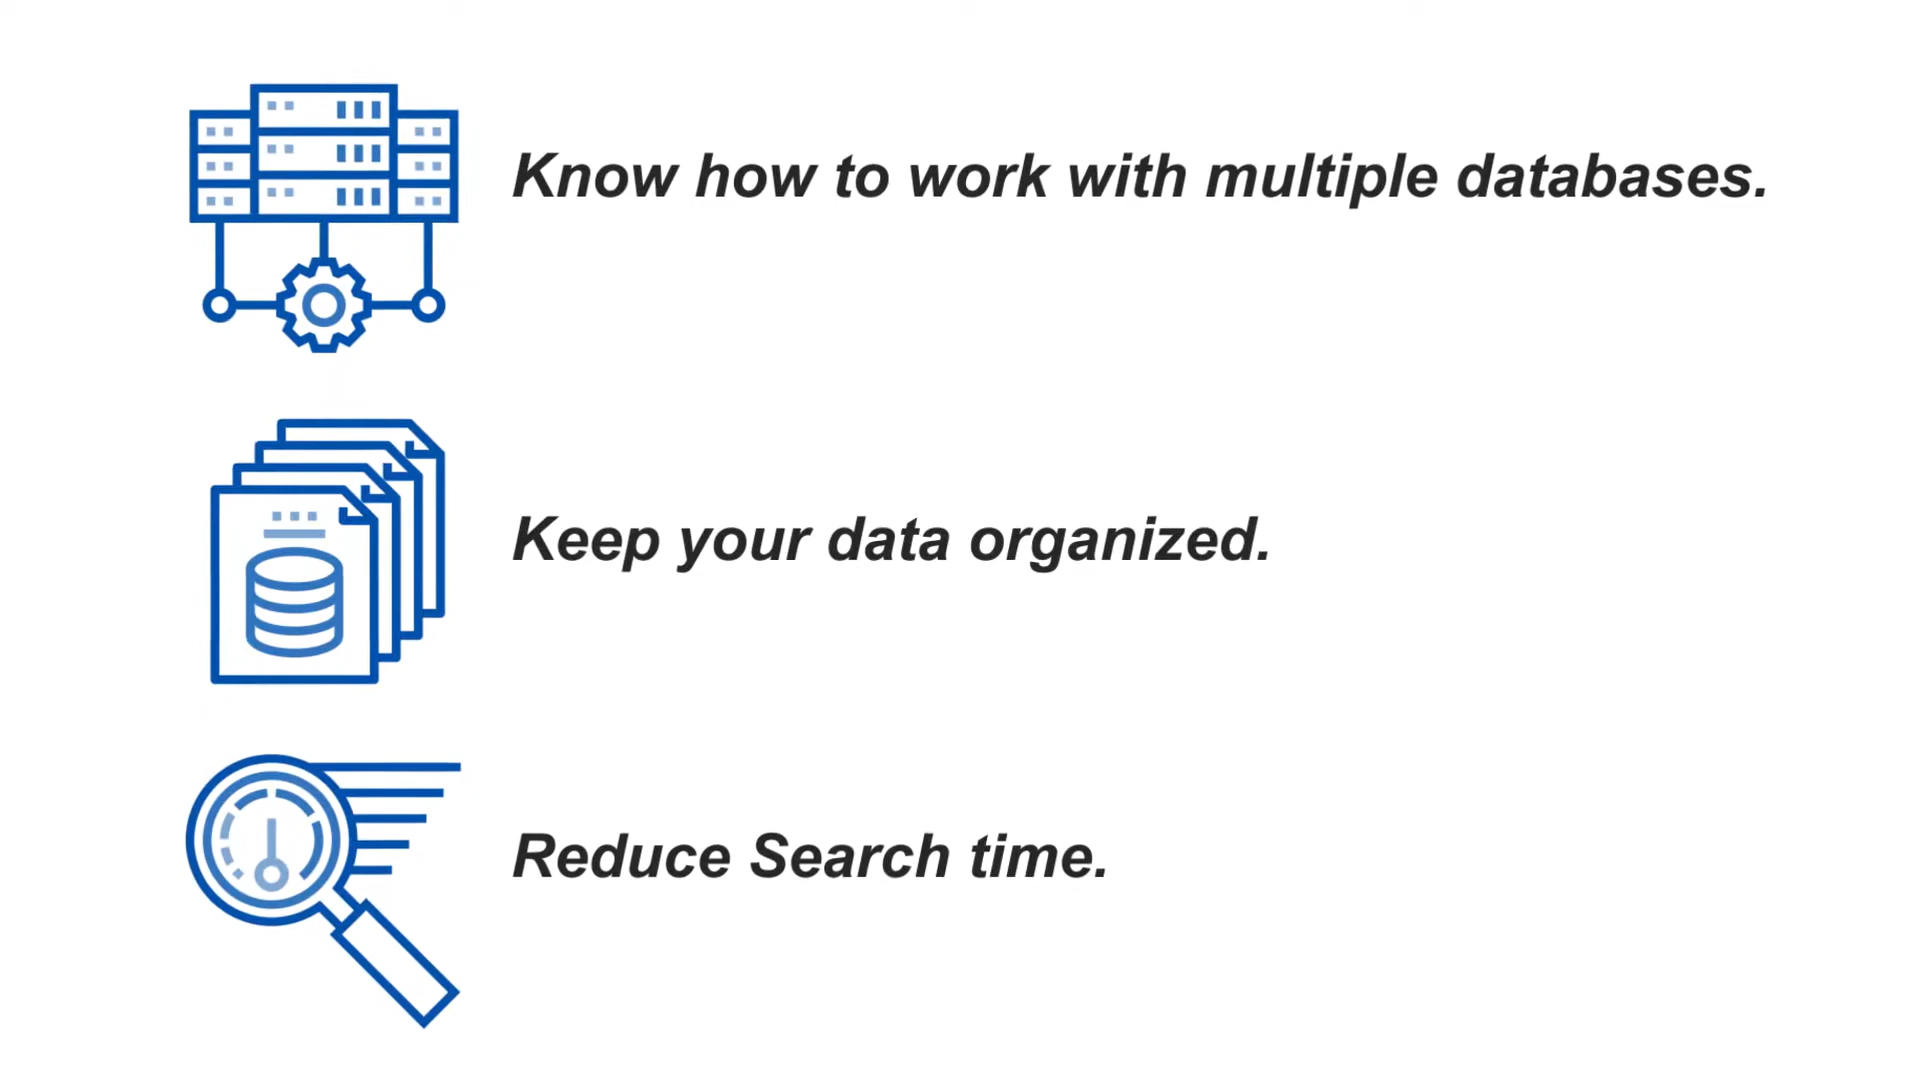 Know how to work with multiple databases.
Keep your data organized.
Reduce Search time.